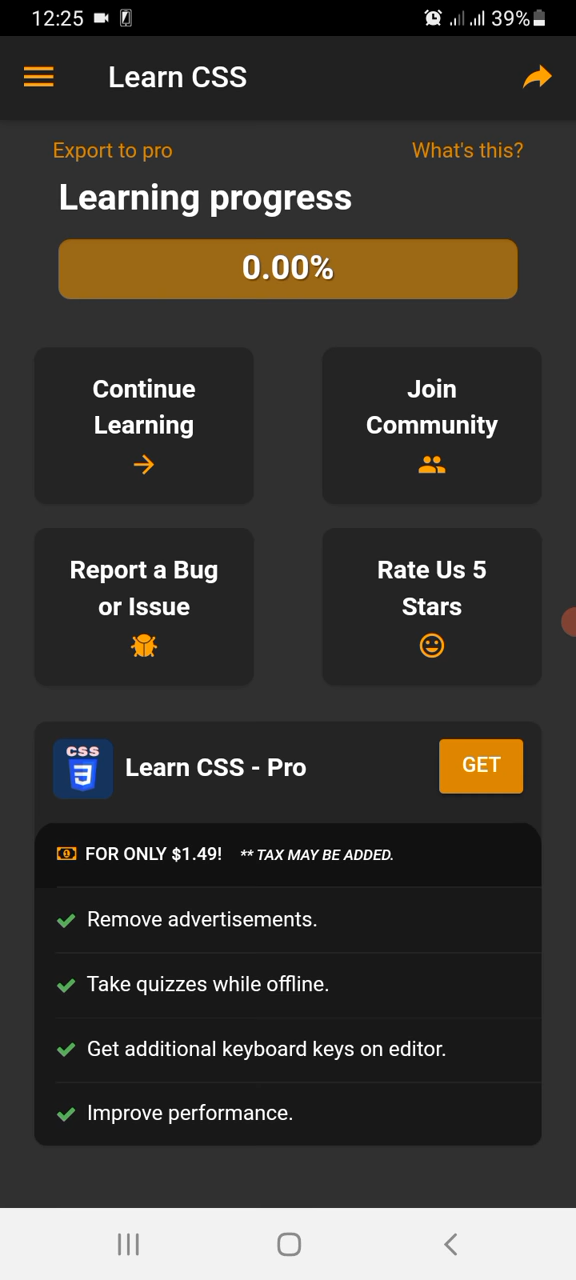 12:25 39%
Learn CSS
Export to pro What's this?
Learning progress
0.00%
Continue
Learning
Join
Community
Report a Bug
or Issue
Rate Us 5
Stars
CSS
3
Learn CSS - Pro
GET
FOR ONLY $1.49! ** TAX MAY BE ADDED.
Remove advertisements.
Take quizzes while offline.
Get additional keyboard keys on editor.
Improve performance.